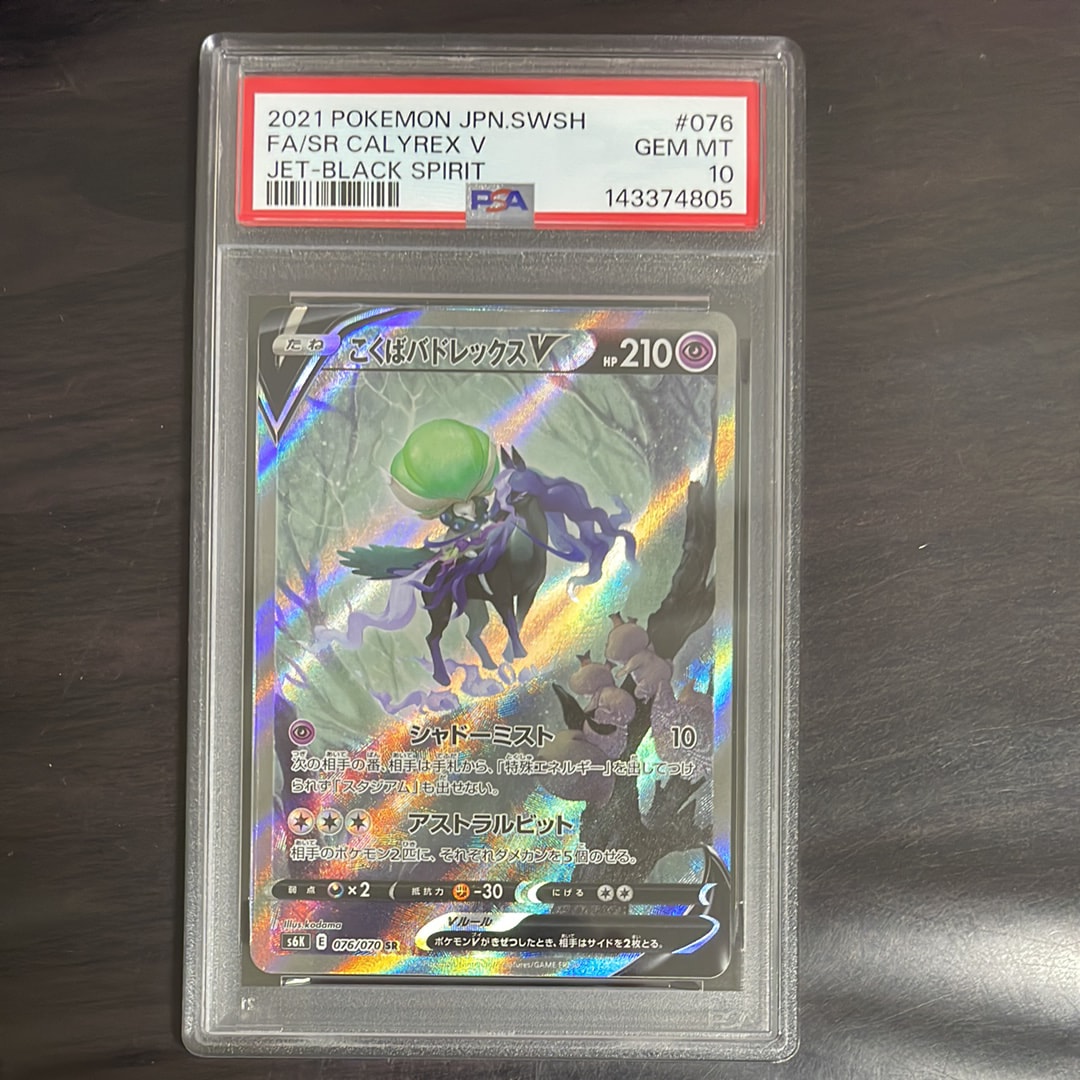 2021 POKEMON JPN.SWSH #076
FA/SR CALYREX V GEM MT
JET-BLACK SPIRIT 10
PSA 143374805
たね こくばバドレックスV HP 210
シャドーミスト 10
次の相手の番、相手は手札から、「特殊エネルギー」を出してつけ
られず「スタジアム」も出せない。
アストラルビット
相手のポケモン2匹に、それぞれダメカンを5個のせる。
弱点 ×2 抵抗力 -30 にげる
Vルール
Illus. kodama
ポケモンVがきぜつしたとき、相手はサイドを2枚とる。
s6K E 076/070 SR